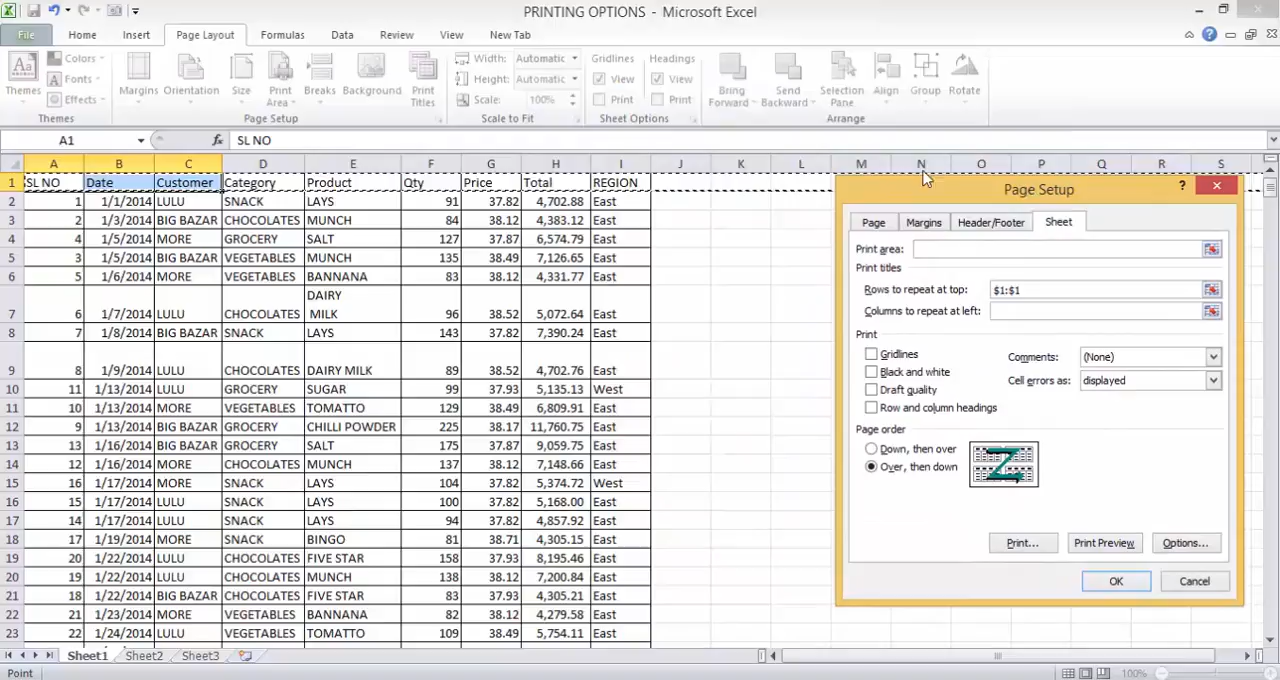 PRINTING OPTIONS - Microsoft Excel
File Home Insert Page Layout Formulas Data Review View New Tab
Themes
Colors
Fonts
Effects
Themes
Margins Orientation Size Print Area Breaks Background Print Titles
Page Setup
Width: Automatic
Height: Automatic
Scale: 100%
Scale to Fit
Gridlines Headings
View View
Print Print
Sheet Options
Bring Forward Send Backward Selection Pane Align Group Rotate
Arrange
A1 fx SL NO
A B C D E F G H I J K L M N O P Q R S
1 SL NO Date Customer Category Product Qty Price Total REGION
2 1 1/1/2014 LULU SNACK LAYS 91 37.82 4,702.88 East
3 2 1/3/2014 BIG BAZAR CHOCOLATES MUNCH 84 38.12 4,383.12 East
4 4 1/5/2014 MORE GROCERY SALT 127 37.87 6,574.79 East
5 3 1/5/2014 BIG BAZAR VEGETABLES MUNCH 135 38.49 7,126.65 East
6 5 1/6/2014 MORE VEGETABLES BANNANA 83 38.12 4,331.77 East
DAIRY
7 6 1/7/2014 LULU CHOCOLATES MILK 96 38.52 5,072.64 East
8 7 1/8/2014 BIG BAZAR SNACK LAYS 143 37.82 7,390.24 East
9 8 1/9/2014 LULU CHOCOLATES DAIRY MILK 89 38.52 4,702.76 East
10 11 1/13/2014 LULU GROCERY SUGAR 99 37.93 5,135.13 West
11 10 1/13/2014 MORE VEGETABLES TOMATTO 129 38.49 6,809.91 East
12 9 1/13/2014 BIG BAZAR GROCERY CHILLI POWDER 225 38.17 11,760.75 East
13 13 1/16/2014 BIG BAZAR GROCERY SALT 175 37.87 9,059.75 East
14 12 1/16/2014 MORE CHOCOLATES MUNCH 137 38.12 7,148.66 East
15 16 1/17/2014 MORE SNACK LAYS 104 37.82 5,374.72 West
16 15 1/17/2014 LULU SNACK LAYS 100 37.82 5,168.00 East
17 14 1/17/2014 LULU SNACK LAYS 94 37.82 4,857.92 East
18 17 1/19/2014 MORE SNACK BINGO 81 38.71 4,305.15 East
19 20 1/22/2014 LULU CHOCOLATES FIVE STAR 158 37.93 8,195.46 East
20 19 1/22/2014 LULU CHOCOLATES MUNCH 138 38.12 7,200.84 East
21 18 1/22/2014 BIG BAZAR CHOCOLATES FIVE STAR 83 37.93 4,305.21 East
22 21 1/23/2014 MORE VEGETABLES BANNANA 82 38.12 4,279.58 East
23 22 1/24/2014 LULU VEGETABLES TOMATTO 109 38.49 5,754.11 East
Page Setup
Page Margins Header/Footer Sheet
Print area:
Print titles
Rows to repeat at top: $1:$1
Columns to repeat at left:
Print
Gridlines
Black and white
Draft quality
Row and column headings
Comments: (None)
Cell errors as: displayed
Page order
Down, then over
Over, then down
Print... Print Preview Options...
OK Cancel
Sheet1 Sheet2 Sheet3
Point 100%